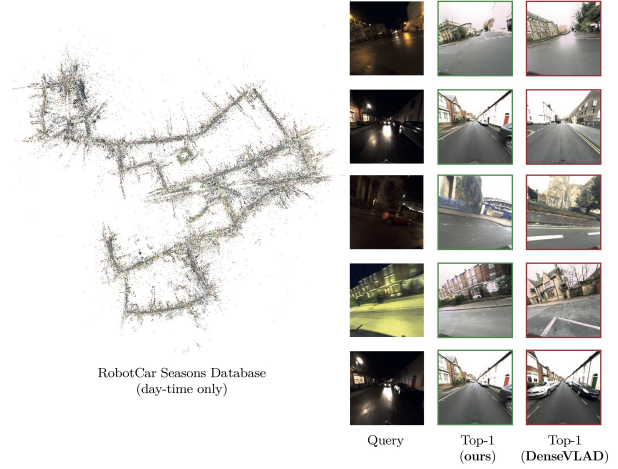 RobotCar Seasons Database
(day-time only)
Query
Top-1
(ours)
Top-1
(DenseVLAD)